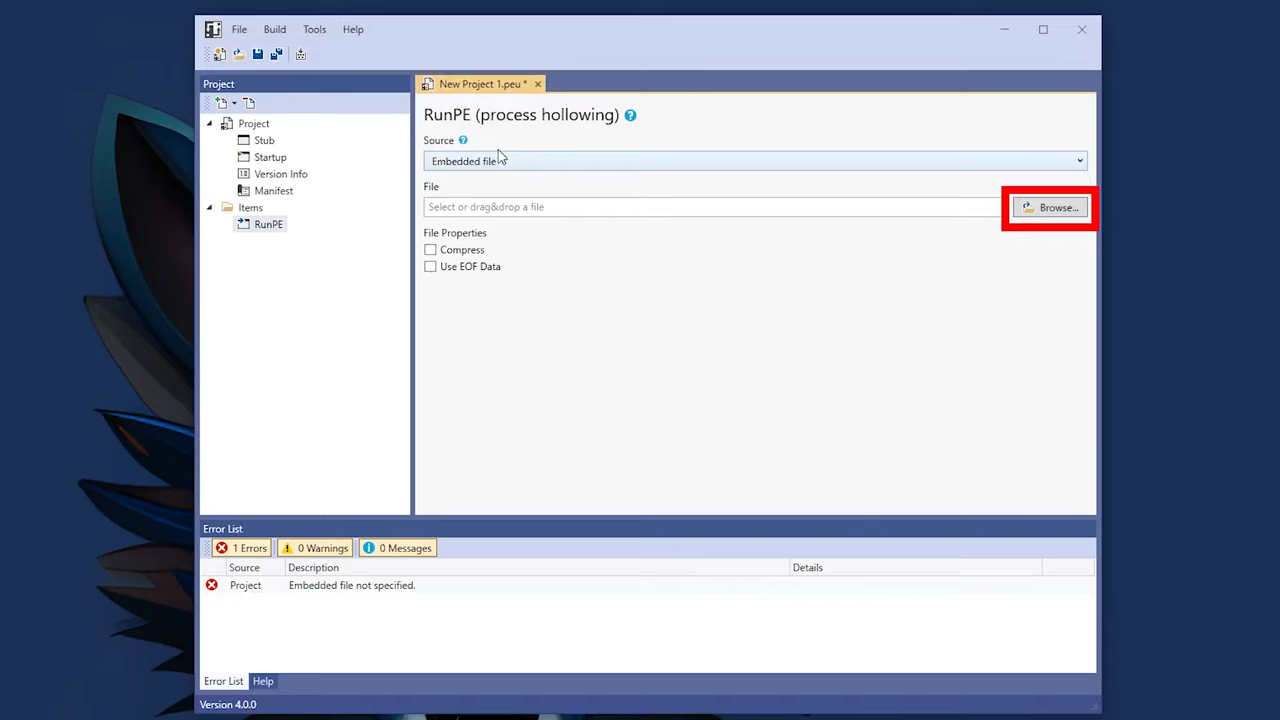 File Build Tools Help
Project
New Project 1.peu *
RunPE (process hollowing)
Project
Source
Stub
Startup
Embedded file
Version Info
Manifest
File
Items
Select or drag&drop a file
Browse...
RunPE
File Properties
Compress
Use EOF Data
Error List
1 Errors 0 Warnings 0 Messages
Source Description Details
Project Embedded file not specified.
Error List Help
Version 4.0.0